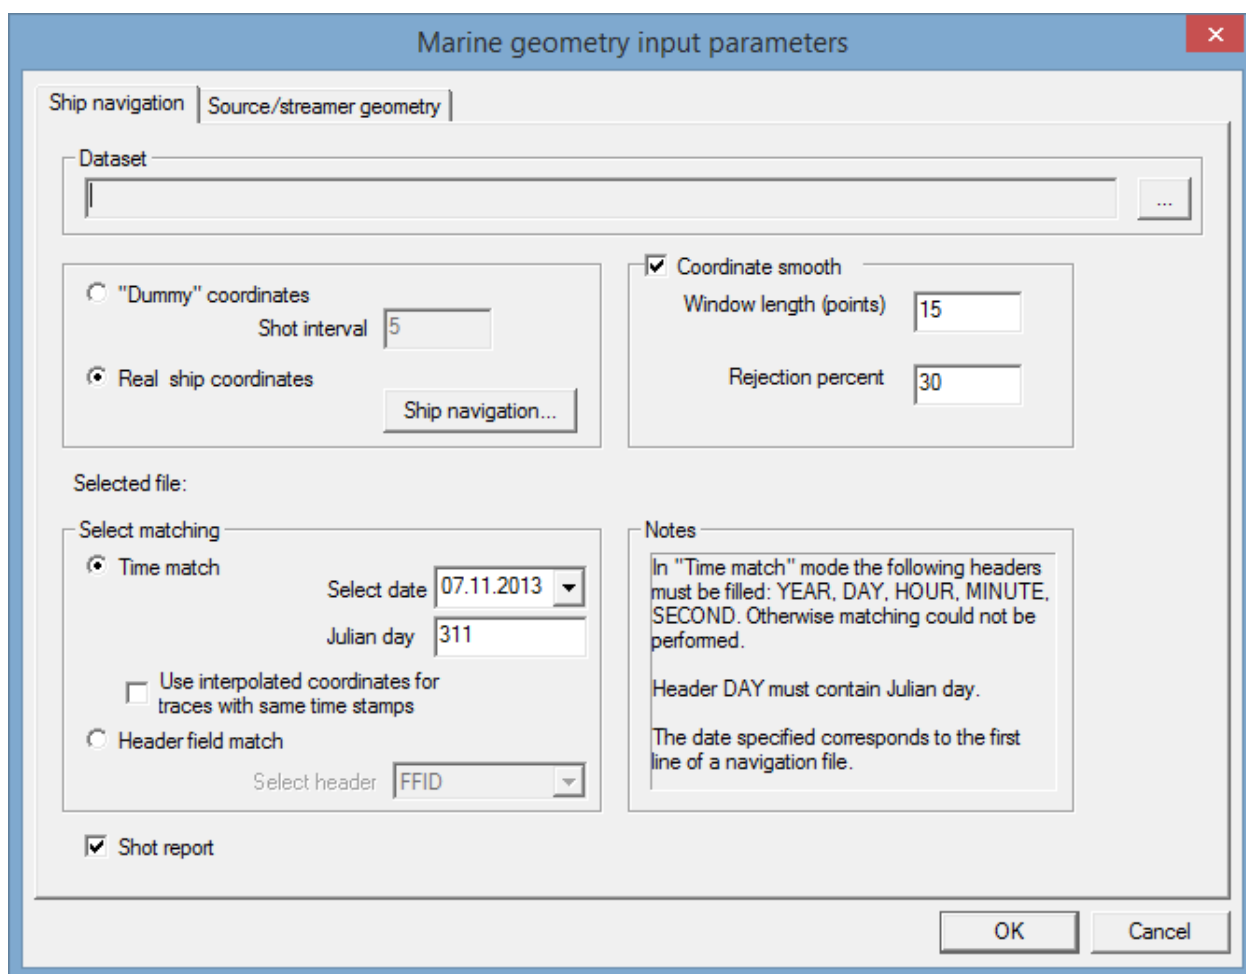 Marine geometry input parameters
Ship navigation
Source/streamer geometry
Dataset
...
"Dummy" coordinates
Shot interval 5
Real ship coordinates
Ship navigation...
Coordinate smooth
Window length (points) 15
Rejection percent 30
Selected file:
Select matching
Time match
Select date 07.11.2013
Julian day 311
Use interpolated coordinates for
traces with same time stamps
Header field match
Select header FFID
Notes
In "Time match" mode the following headers
must be filled: YEAR, DAY, HOUR, MINUTE,
SECOND. Otherwise matching could not be
performed.
Header DAY must contain Julian day.
The date specified corresponds to the first
line of a navigation file.
Shot report
OK
Cancel